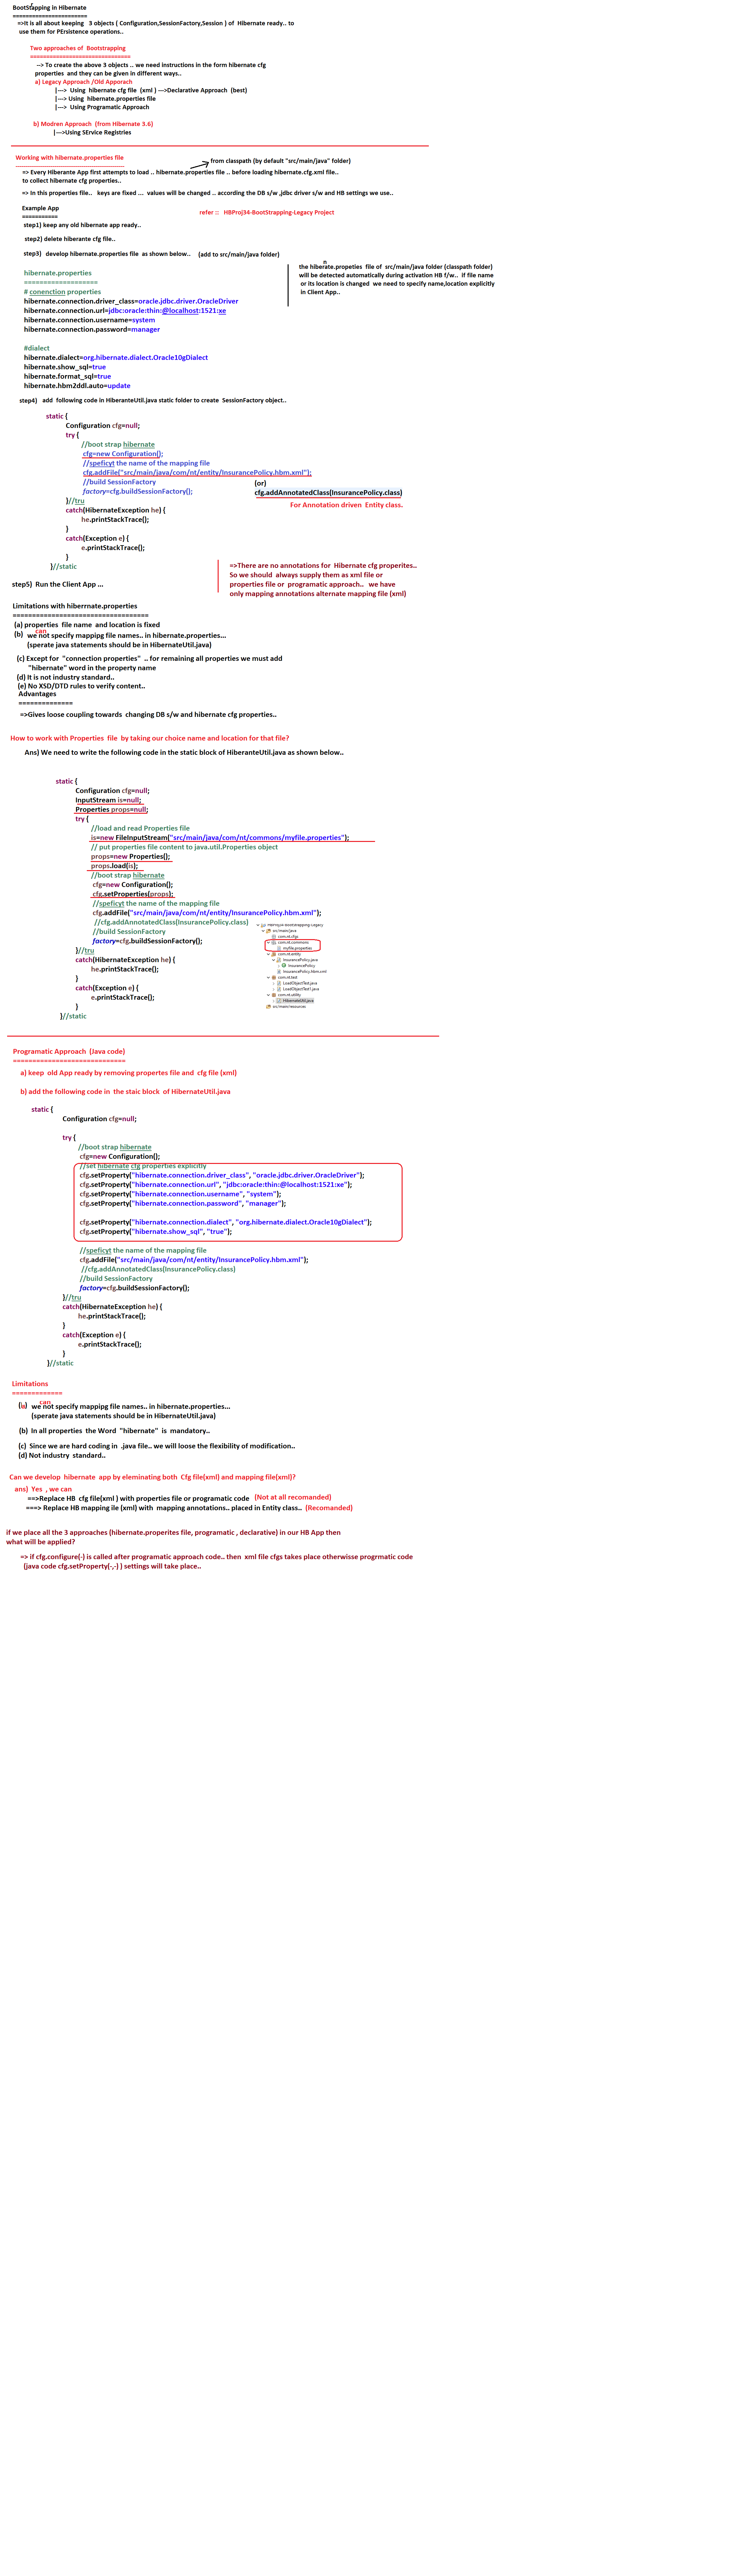 BootStrapping in Hibernate
=======================
=>It is all about keeping 3 objects ( Configuration,SessionFactory,Session ) of Hibernate ready.. to
use them for PErsistence operations..
Two approaches of Bootstrapping
==============================
--> To create the above 3 objects .. we need instructions in the form hibernate cfg
properties and they can be given in different ways..
a) Legacy Approach /Old Apporach
|---> Using hibernate cfg file (xml ) --->Declarative Approach (best)
|---> Using hibernate.properties file
|---> Using Programatic Approach
b) Modren Approach (from Hibernate 3.6)
|--->Using SErvice Registries
Working with hibernate.properties file
from classpath (by default "src/main/java" folder)
=> Every Hiberante App first attempts to load .. hibernate.properties file .. before loading hibernate.cfg.xml file..
to collect hibernate cfg properties..
=> In this properties file.. keys are fixed ... values will be changed .. according the DB s/w ,jdbc driver s/w and HB settings we use..
Example App
===========
refer :: HBProj34-BootStrapping-Legacy Project
step1) keep any old hibernate app ready..
step2) delete hiberante cfg file..
step3) develop hibernate.properties file as shown below.. (add to src/main/java folder)
n
the hiberate.propeties file of src/main/java folder (classpath folder)
will be detected automatically during activation HB f/w.. if file name
or its location is changed we need to specify name,location explicitly
in Client App..
hibernate.properties
===================
# conenction properties
hibernate.connection.driver_class=oracle.jdbc.driver.OracleDriver
hibernate.connection.url=jdbc:oracle:thin:@localhost:1521:xe
hibernate.connection.username=system
hibernate.connection.password=manager
#dialect
hibernate.dialect=org.hibernate.dialect.Oracle10gDialect
hibernate.show_sql=true
hibernate.format_sql=true
hibernate.hbm2ddl.auto=update
step4) add following code in HiberanteUtil.java static folder to create SessionFactory object..
static {
Configuration cfg=null;
try {
//boot strap hibernate
cfg=new Configuration();
//speficyt the name of the mapping file
cfg.addFile("src/main/java/com/nt/entity/InsurancePolicy.hbm.xml");
//build SessionFactory
factory=cfg.buildSessionFactory();
(or)
cfg.addAnnotatedClass(InsurancePolicy.class)
For Annotation driven Entity class.
}//tru
catch(HibernateException he) {
he.printStackTrace();
}
catch(Exception e) {
e.printStackTrace();
}
}//static
=>There are no annotations for Hibernate cfg properites..
So we should always supply them as xml file or
properties file or programatic approach.. we have
only mapping annotations alternate mapping file (xml)
step5) Run the Client App ...
Limitations with hibernrnate.properties
===================================
(a) properties file name and location is fixed
can
(b) we not specify mappipg file names.. in hibernate.properties...
(sperate java statements should be in HibernateUtil.java)
(c) Except for "connection properties" .. for remaining all properties we must add
"hibernate" word in the property name
(d) It is not industry standard..
(e) No XSD/DTD rules to verify content..
Advantages
==============
=>Gives loose coupling towards changing DB s/w and hibernate cfg properties..
How to work with Properties file by taking our choice name and location for that file?
Ans) We need to write the following code in the static block of HiberanteUtil.java as shown below..
static {
Configuration cfg=null;
InputStream is=null;
Properties props=null;
try {
//load and read Properties file
is=new FileInputStream("src/main/java/com/nt/commons/myfile.properties");
// put properties file content to java.util.Properties object
props=new Properties();
props.load(is);
//boot strap hibernate
cfg=new Configuration();
cfg.setProperties(props);
//speficyt the name of the mapping file
cfg.addFile("src/main/java/com/nt/entity/InsurancePolicy.hbm.xml");
//cfg.addAnnotatedClass(InsurancePolicy.class)
//build SessionFactory
factory=cfg.buildSessionFactory();
}//tru
catch(HibernateException he) {
he.printStackTrace();
}
catch(Exception e) {
e.printStackTrace();
}
}//static
src/main/java
com.nt.cfgs
com.nt.commons
myfile.properties
com.nt.entity
InsurancePolicy.java
InsurancePolicy
InsurancePolicy.hbm.xml
com.nt.test
LoadObjectTest.java
LoadObjectTest1.java
com.nt.utility
HibernateUtil.java
src/main/resources
Programatic Approach (Java code)
=============================
a) keep old App ready by removing propertes file and cfg file (xml)
b) add the following code in the staic block of HibernateUtil.java
static {
Configuration cfg=null;
try {
//boot strap hibernate
cfg=new Configuration();
//set hibernate cfg properties explicitly
cfg.setProperty("hibernate.connection.driver_class", "oracle.jdbc.driver.OracleDriver");
cfg.setProperty("hibernate.connection.url", "jdbc:oracle:thin:@localhost:1521:xe");
cfg.setProperty("hibernate.connection.username", "system");
cfg.setProperty("hibernate.connection.password", "manager");
cfg.setProperty("hibernate.connection.dialect", "org.hibernate.dialect.Oracle10gDialect");
cfg.setProperty("hibernate.show_sql", "true");
//speficyt the name of the mapping file
cfg.addFile("src/main/java/com/nt/entity/InsurancePolicy.hbm.xml");
//cfg.addAnnotatedClass(InsurancePolicy.class)
//build SessionFactory
factory=cfg.buildSessionFactory();
}//tru
catch(HibernateException he) {
he.printStackTrace();
}
catch(Exception e) {
e.printStackTrace();
}
}//static
Limitations
=============
can
we not specify mappipg file names.. in hibernate.properties...
(sperate java statements should be in HibernateUtil.java)
(b) In all properties the Word "hibernate" is mandatory..
(c) Since we are hard coding in .java file.. we will loose the flexibility of modification..
(d) Not industry standard..
Can we develop hibernate app by eleminating both Cfg file(xml) and mapping file(xml)?
ans) Yes , we can
==>Replace HB cfg file(xml ) with properties file or programatic code (Not at all recomanded)
===> Replace HB mapping ile (xml) with mapping annotations.. placed in Entity class.. (Recomanded)
if we place all the 3 approaches (hibernate.properites file, programatic , declarative) in our HB App then
what will be applied?
=> if cfg.configure(-) is called after programatic approach code.. then xml file cfgs takes place otherwisse progrmatic code
(java code cfg.setProperty(-,-) ) settings will take place..